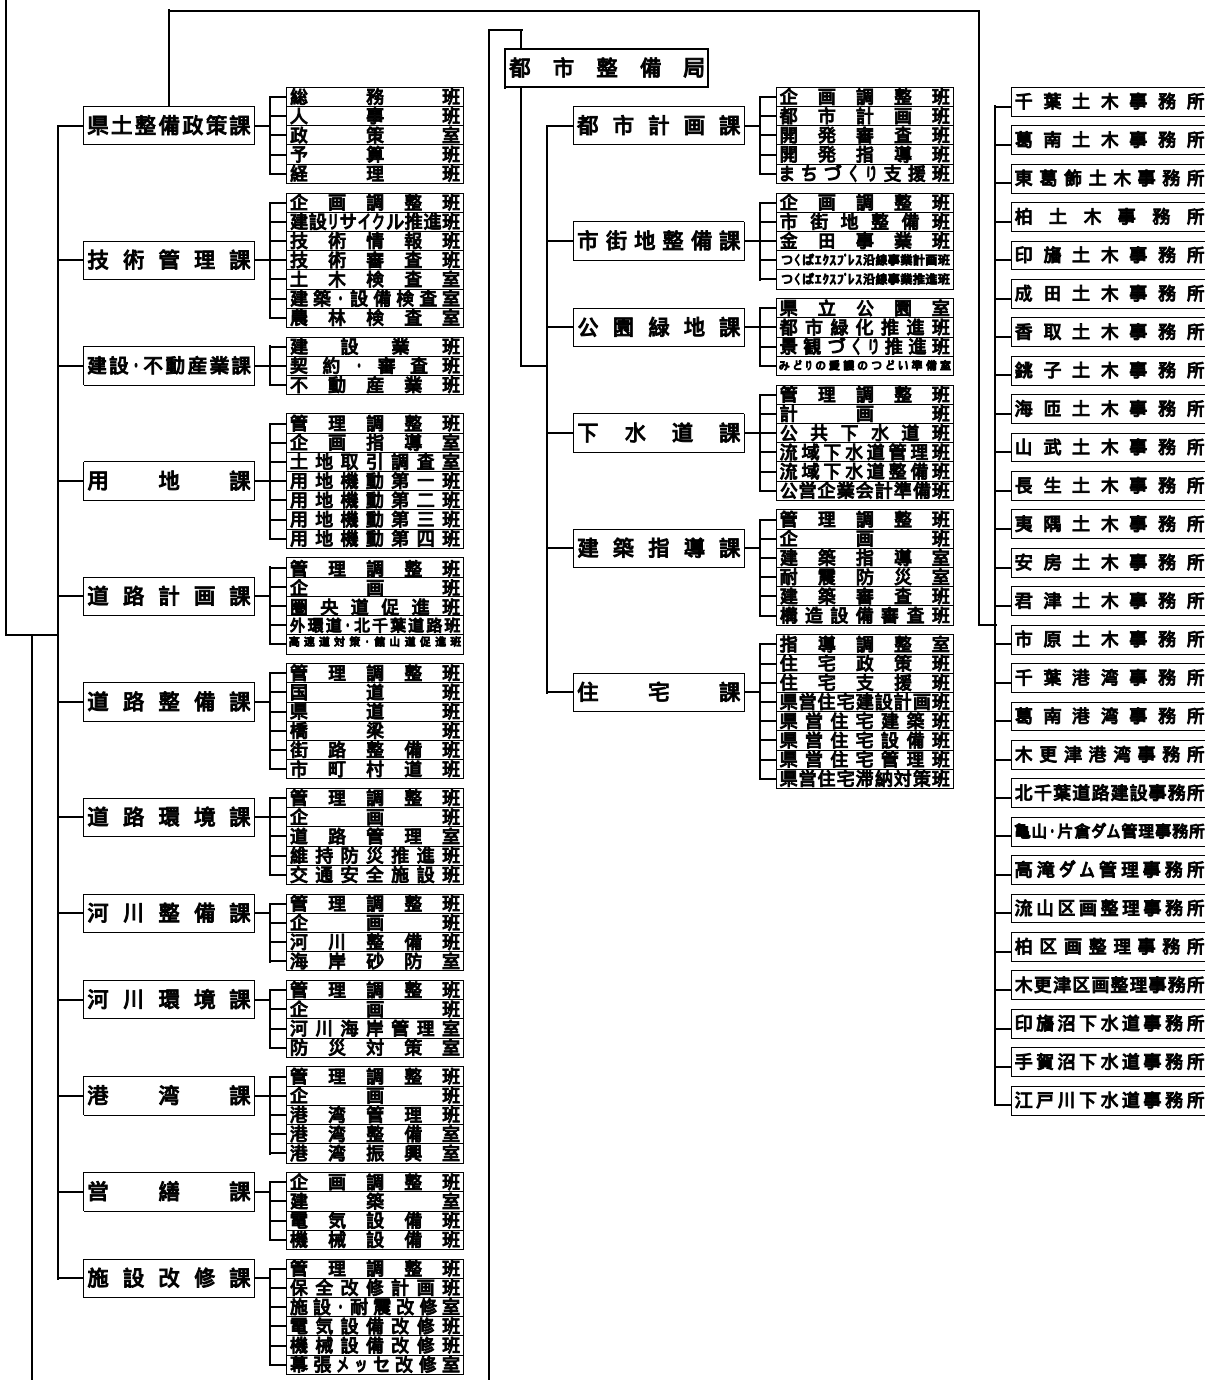 県土整備政策課
総務班
人事班
政策室
予算班
経理班
技術管理課
企画調整班
建設リサイクル推進班
技術情報班
技術審査班
土木検査室
建築・設備検査室
農林検査室
建設・不動産業課
建設業班
契約・審査班
不動産業班
用地課
管理調整班
企画指導室
土地取引調査室
用地機動第一班
用地機動第二班
用地機動第三班
用地機動第四班
道路計画課
管理調整班
企画班
圏央道促進班
外環道・北千葉道路班
高速道対策・館山道促進班
道路整備課
管理調整班
国道班
県道班
橋梁班
街路整備班
市町村道班
道路環境課
管理調整班
企画班
道路管理室
維持防災推進班
交通安全施設班
河川整備課
管理調整班
企画班
河川整備班
海岸砂防室
河川環境課
管理調整班
企画班
河川海岸管理室
防災対策室
港湾課
管理調整班
企画班
港湾管理班
港湾整備室
港湾振興室
営繕課
企画調整班
建築室
電気設備班
機械設備班
施設改修課
管理調整班
保全改修計画班
施設・耐震改修室
電気設備改修班
機械設備改修班
幕張メッセ改修室
都市整備局
都市計画課
企画調整班
都市計画班
開発審査班
開発指導班
まちづくり支援班
市街地整備課
企画調整班
市街地整備班
金田事業班
つくばエクスプレス沿線事業計画班
つくばエクスプレス沿線事業推進班
公園緑地課
県立公園室
都市緑化推進班
景観づくり推進班
みどりの愛護のつどい準備室
下水道課
管理調整班
計画班
公共下水道班
流域下水道管理班
流域下水道整備班
公営企業会計準備班
建築指導課
管理調整班
企画班
建築指導室
耐震防災室
建築審査班
構造設備審査班
住宅課
指導調整室
住宅政策班
住宅支援班
県営住宅建設計画班
県営住宅建築班
県営住宅設備班
県営住宅管理班
県営住宅滞納対策班
千葉土木事務所
葛南土木事務所
東葛飾土木事務所
柏土木事務所
印旛土木事務所
成田土木事務所
香取土木事務所
銚子土木事務所
海匝土木事務所
山武土木事務所
長生土木事務所
夷隅土木事務所
安房土木事務所
君津土木事務所
市原土木事務所
千葉港湾事務所
葛南港湾事務所
木更津港湾事務所
北千葉道路建設事務所
亀山・片倉ダム管理事務所
高滝ダム管理事務所
流山区画整理事務所
柏区画整理事務所
木更津区画整理事務所
印旛沼下水道事務所
手賀沼下水道事務所
江戸川下水道事務所